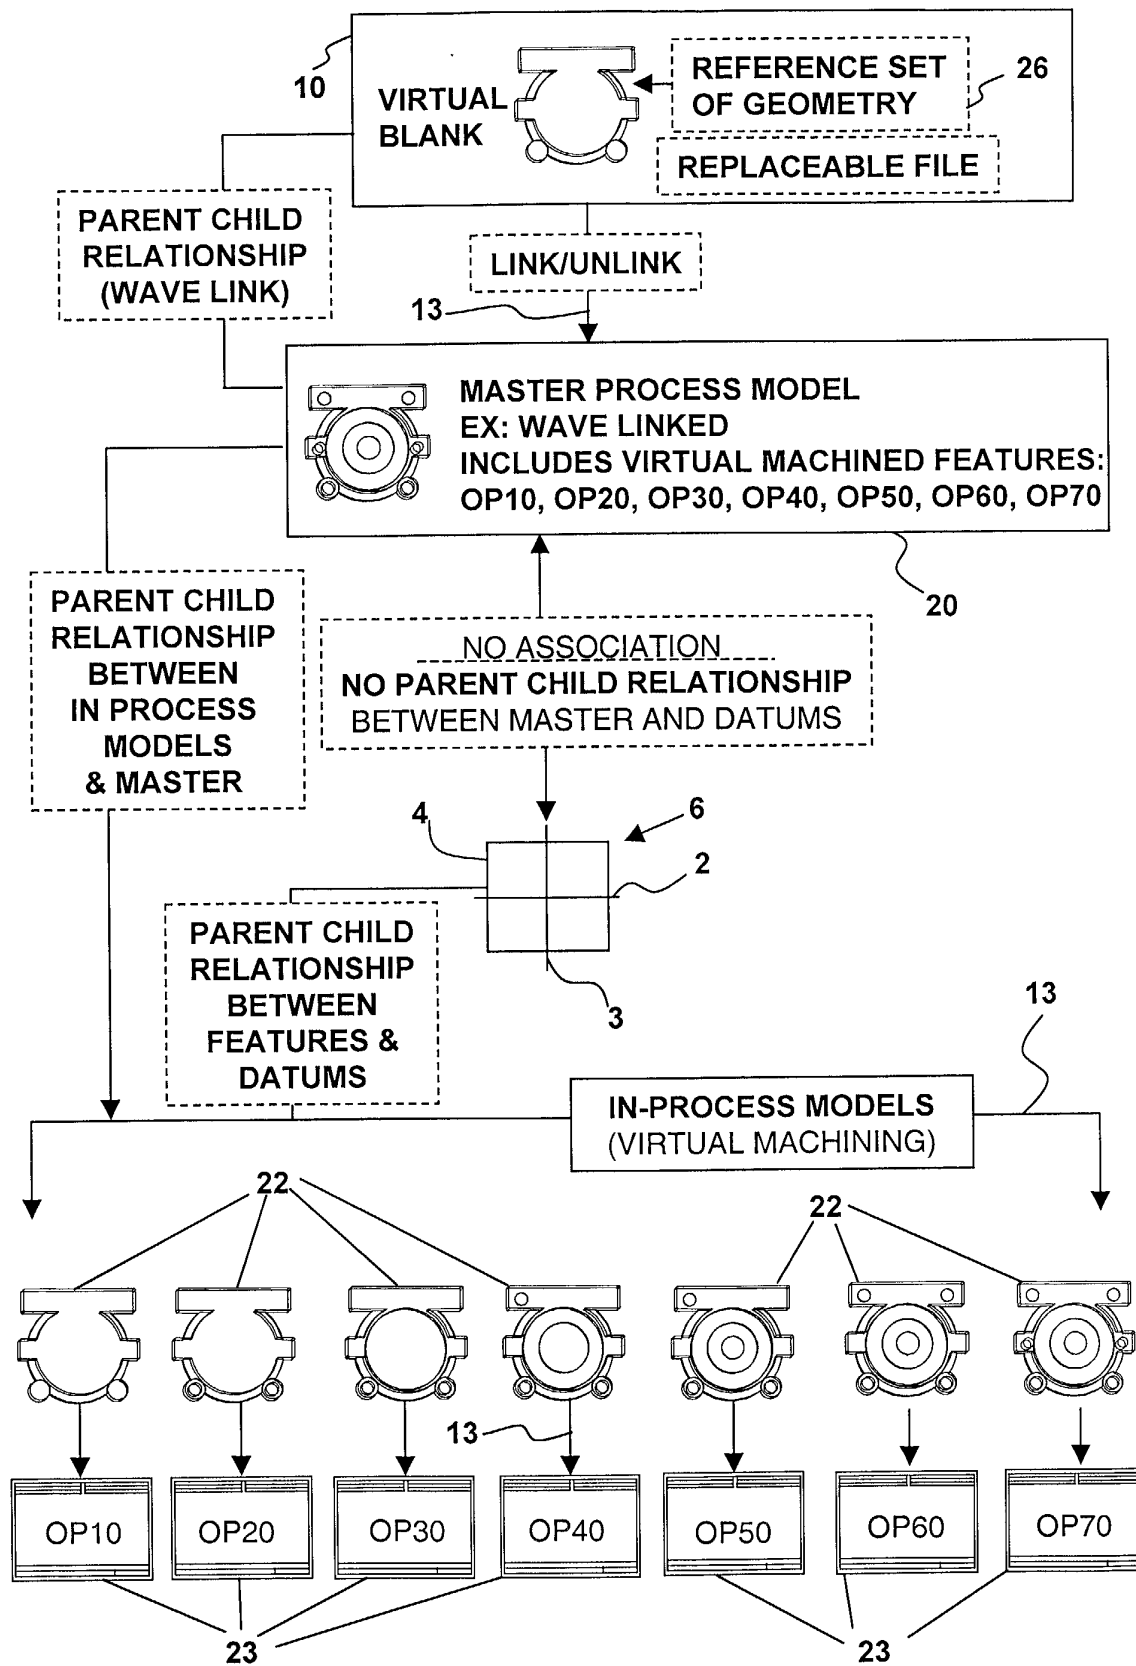 10
VIRTUAL
BLANK
REFERENCE SET
OF GEOMETRY
26
REPLACEABLE FILE
PARENT CHILD
RELATIONSHIP
(WAVE LINK)
LINK/UNLINK
13
MASTER PROCESS MODEL
EX: WAVE LINKED
INCLUDES VIRTUAL MACHINED FEATURES:
OP10, OP20, OP30, OP40, OP50, OP60, OP70
20
PARENT CHILD
RELATIONSHIP
BETWEEN
IN PROCESS
MODELS
& MASTER
NO ASSOCIATION
NO PARENT CHILD RELATIONSHIP
BETWEEN MASTER AND DATUMS
4
6
2
3
PARENT CHILD
RELATIONSHIP
BETWEEN
FEATURES &
DATUMS
13
IN-PROCESS MODELS
(VIRTUAL MACHINING)
22
22
13
OP10
OP20
OP30
OP40
OP50
OP60
OP70
23
23